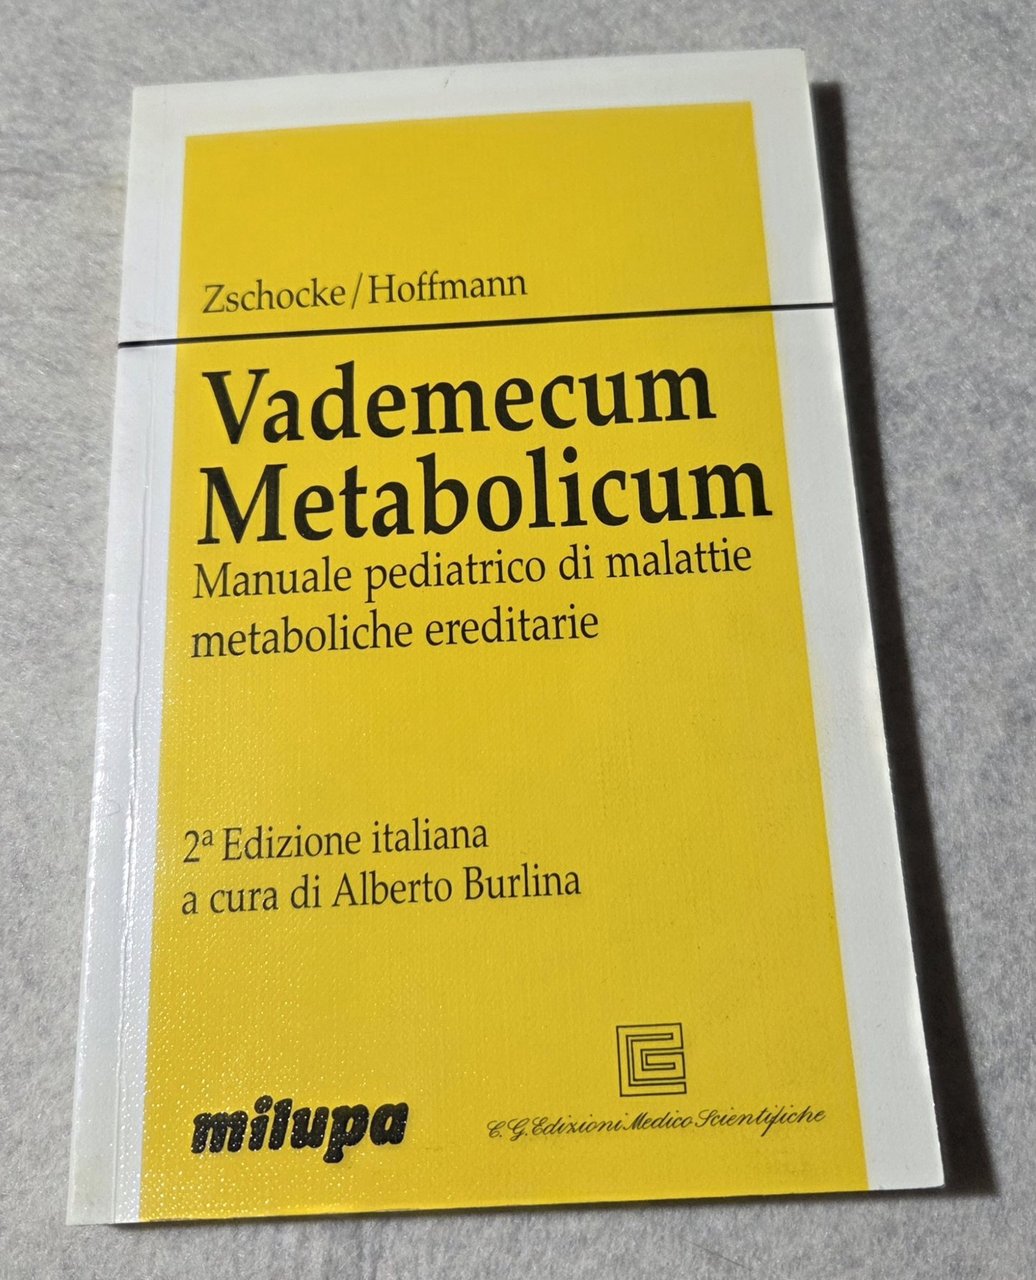 Zschocke/Hoffmann
Vademecum
Metabolicum
Manuale pediatrico di malattie
metaboliche ereditarie
2ª Edizione italiana
a cura di Alberto Burlina
milupa
C.G. Edizioni Medico Scientifiche